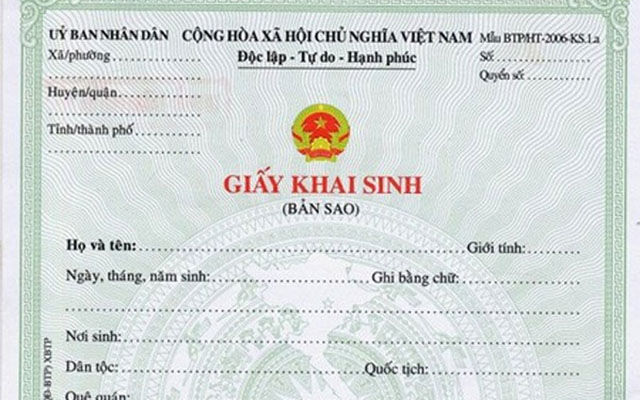 UỶ BAN NHÂN DÂN CỘNG HÒA XÃ HỘI CHỦ NGHĨA VIỆT NAM Mẫu BTP/HT-2006-KS.1.a
Xã/phường Độc lập - Tự do - Hạnh phúc Số:
Quyển số:
Huyện/quận
Tỉnh/thành phố
GIẤY KHAI SINH
(BẢN SAO)
Họ và tên: Giới tính:
Ngày, tháng, năm sinh: Ghi bằng chữ:
Nơi sinh:
Dân tộc: Quốc tịch:
Quê quán:
-BTP) XBTP